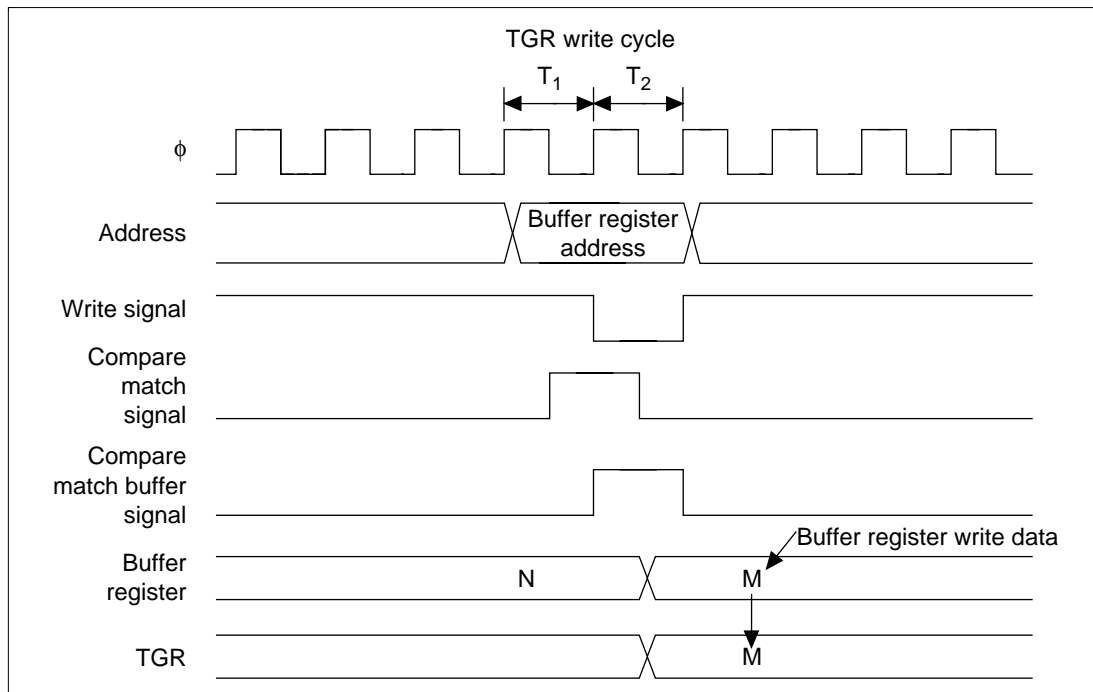 TGR write cycle
T1 T2
ϕ
Address
Buffer register
address
Write signal
Compare
match
signal
Compare
match buffer
signal
Buffer register write data
Buffer
register
N M
TGR M